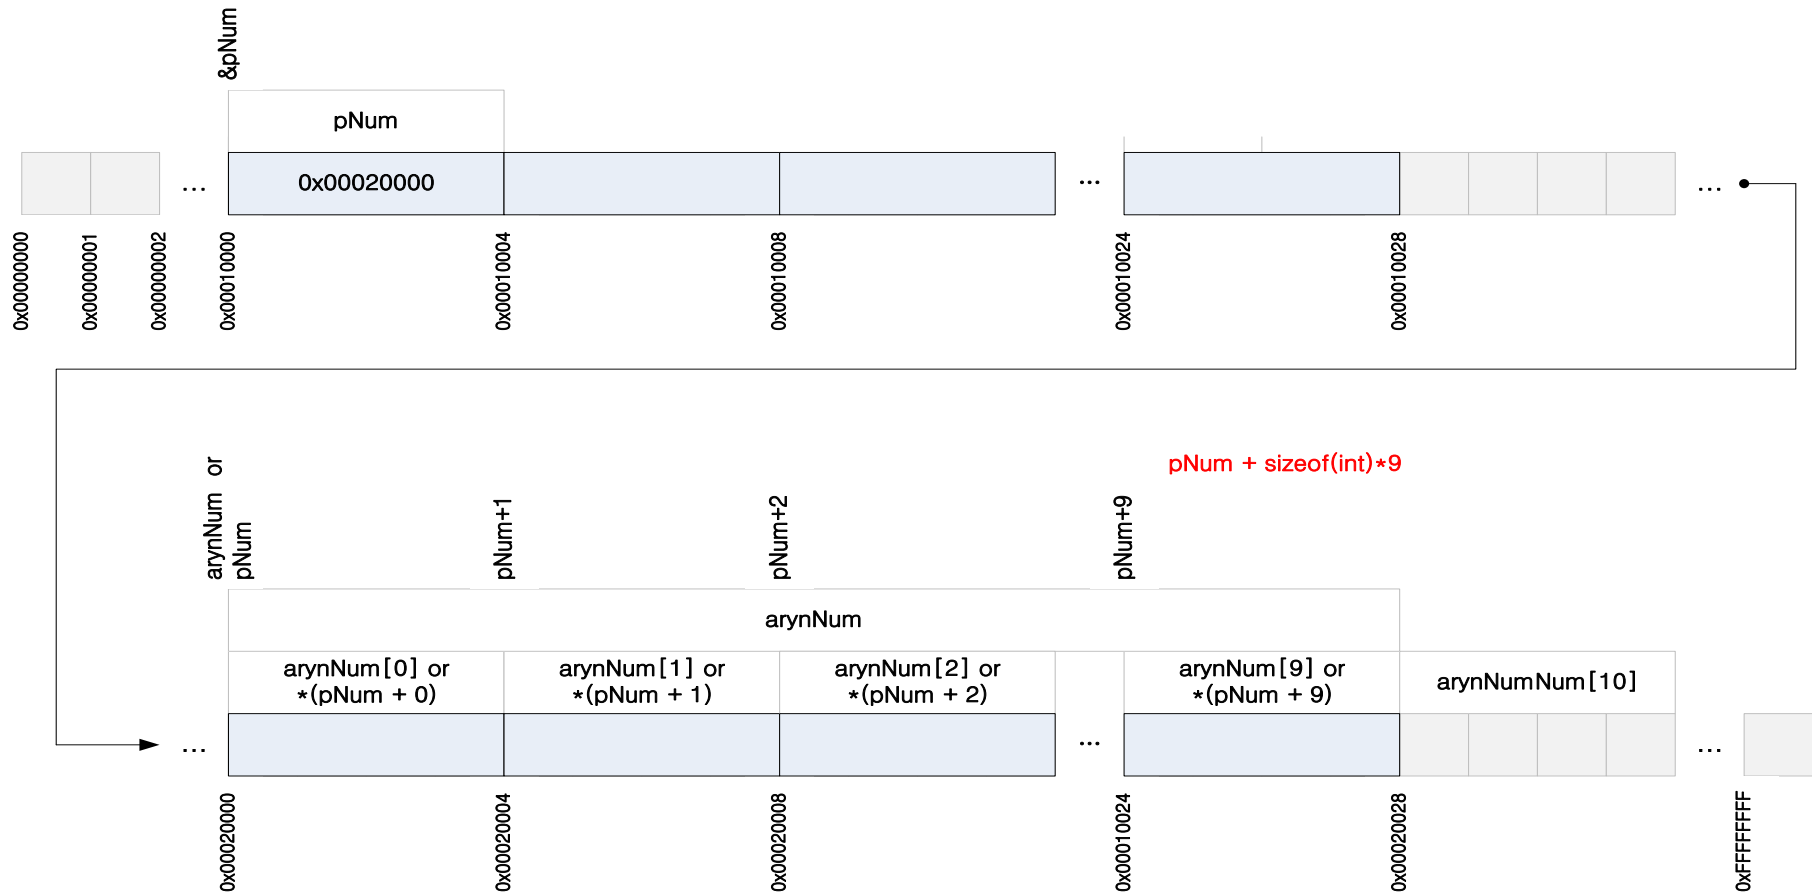 &pNum
pNum
... 0x00020000 ... ...
0x00000000 0x00000001 0x00000002 0x00010000 0x00010004 0x00010008 0x00010024 0x00010028
pNum + sizeof(int)*9
arynNum or
pNum pNum+1 pNum+2 pNum+9
arynNum
arynNum[0] or
*(pNum + 0)
arynNum[1] or
*(pNum + 1)
arynNum[2] or
*(pNum + 2)
arynNum[9] or
*(pNum + 9)
arynNumNum[10]
... ... ...
0x00020000 0x00020004 0x00020008 0x00010024 0x00020028 0xFFFFFFFF